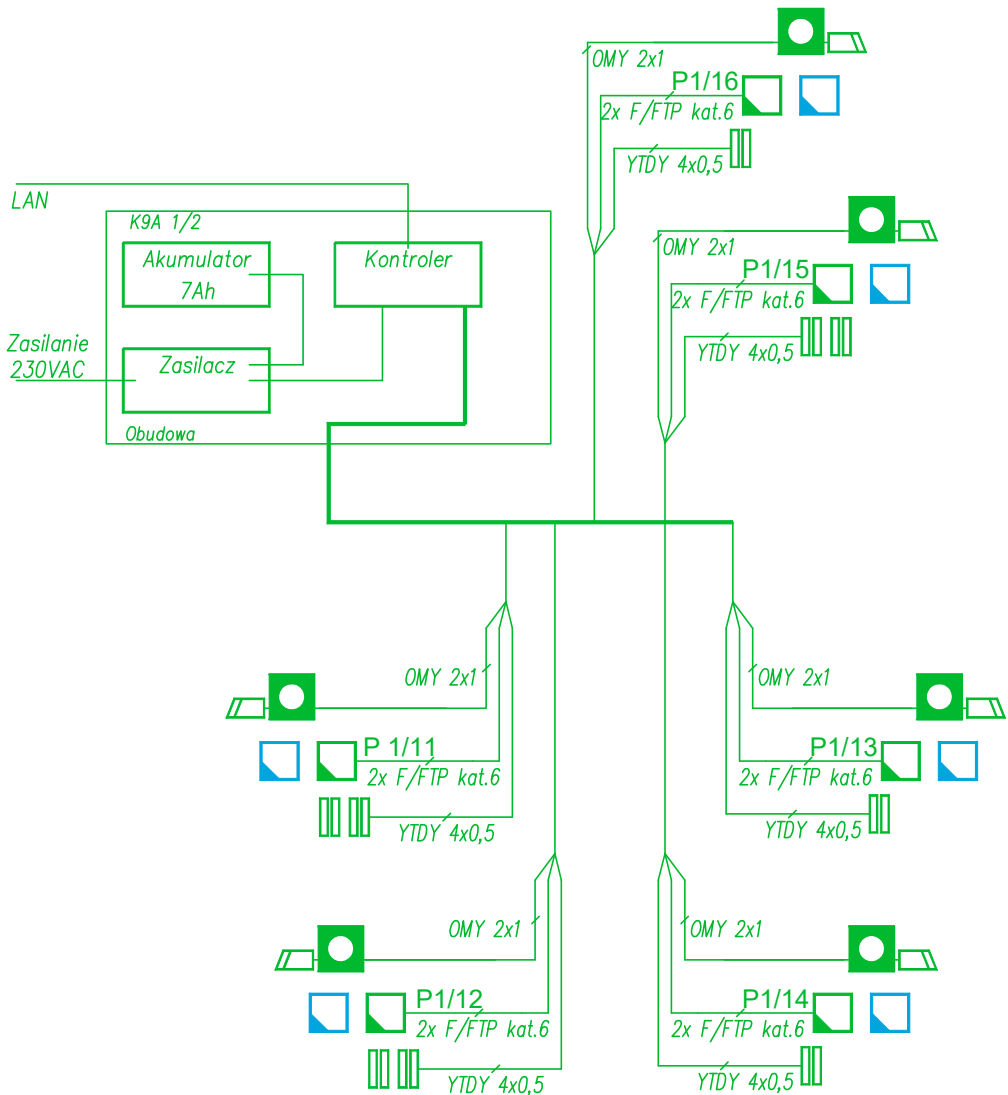 OMY 2x1
P1/16
2x F/FTP kat.6
YTDY 4x0,5
LAN
K9A 1/2
Akumulator
7Ah
Kontroler
Zasilanie
230VAC
Zasilacz
Obudowa
OMY 2x1
P1/15
2x F/FTP kat.6
YTDY 4x0,5
OMY 2x1
P 1/11
2x F/FTP kat.6
YTDY 4x0,5
OMY 2x1
P1/13
2x F/FTP kat.6
YTDY 4x0,5
OMY 2x1
P1/12
2x F/FTP kat.6
YTDY 4x0,5
OMY 2x1
P1/14
2x F/FTP kat.6
YTDY 4x0,5